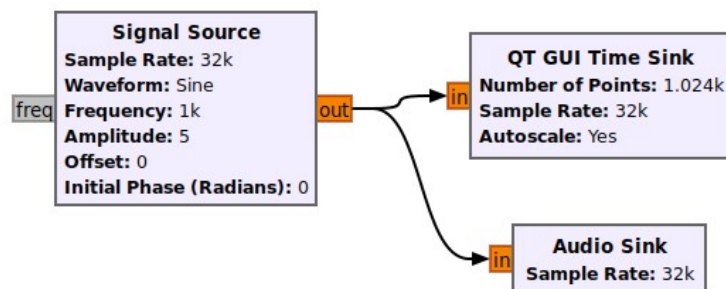 Signal Source
Sample Rate: 32k
Waveform: Sine
freq
Frequency: 1k
out
Amplitude: 5
Offset: 0
Initial Phase (Radians): 0
QT GUI Time Sink
in
Number of Points: 1.024k
Sample Rate: 32k
Autoscale: Yes
Audio Sink
in
Sample Rate: 32k